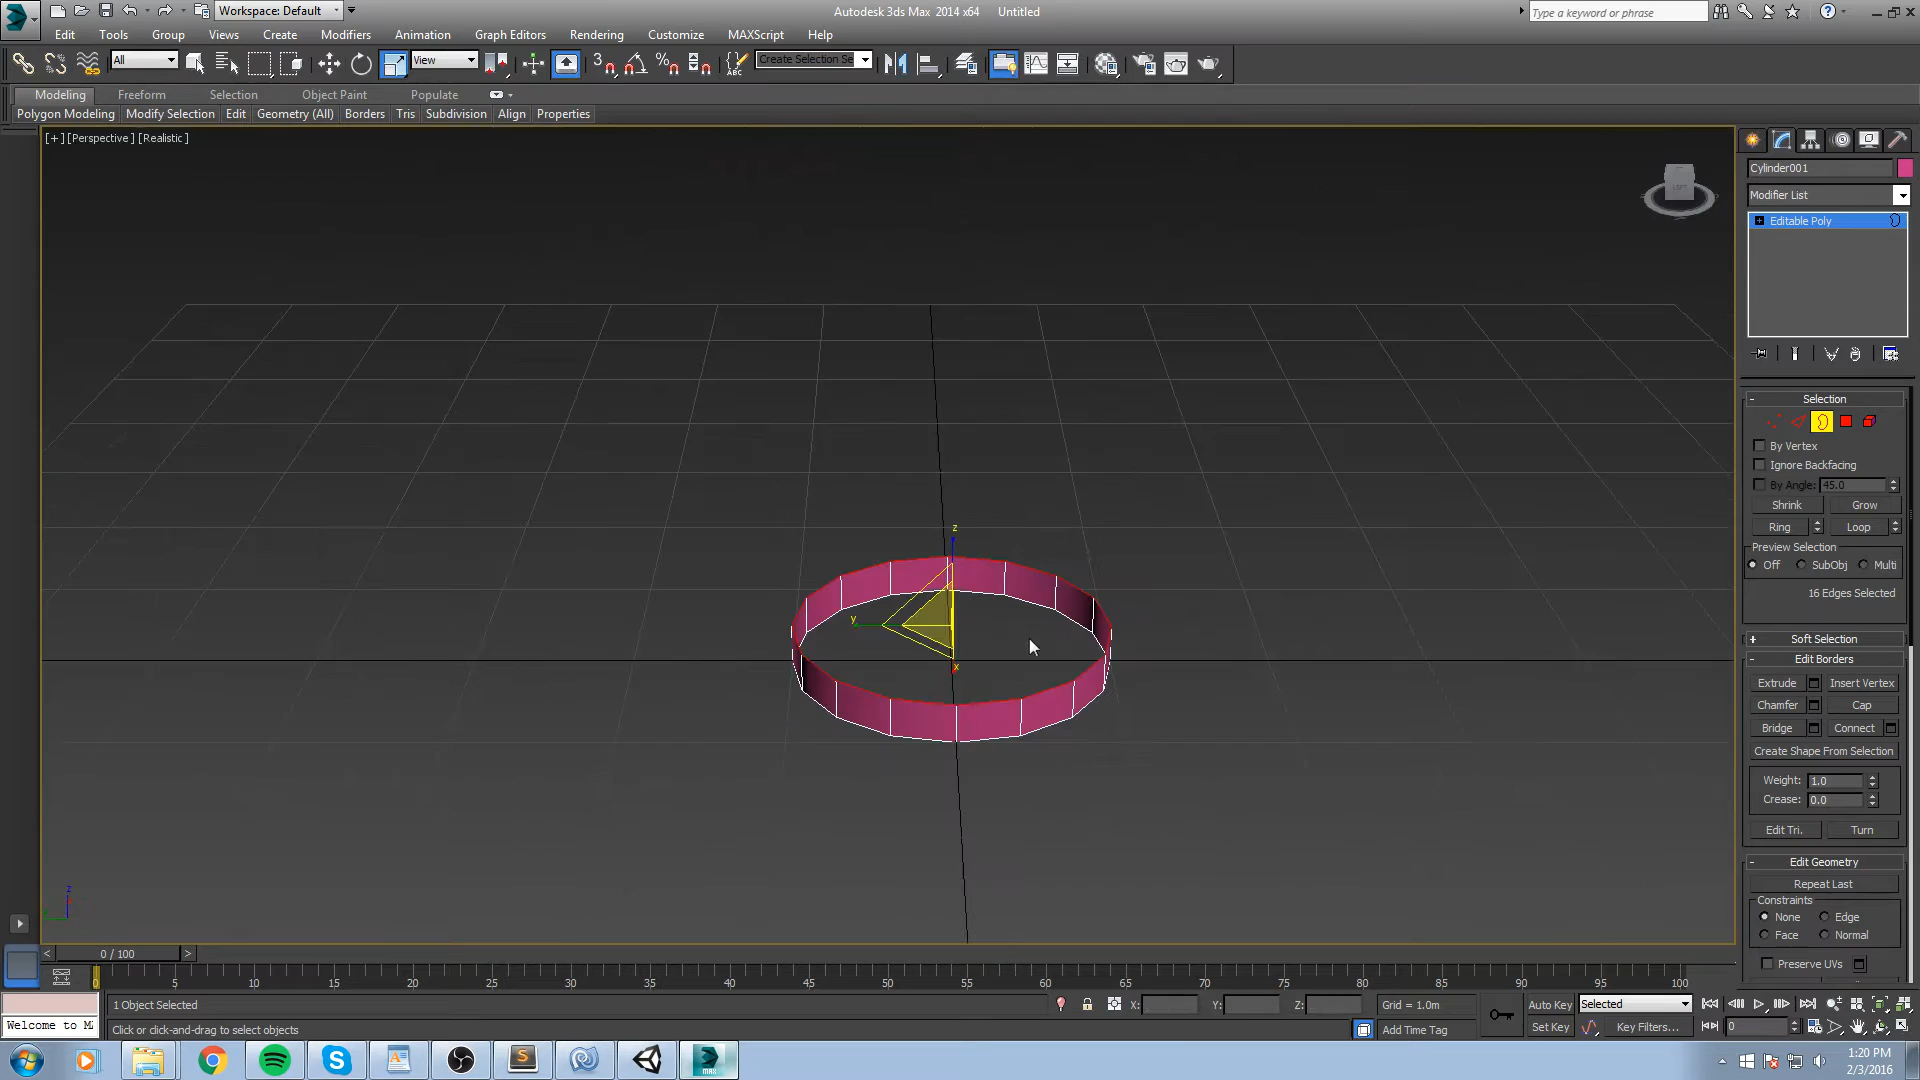 Workspace: Default
Autodesk 3ds Max 2014 x64 Untitled
Type a keyword or phrase
Edit Tools Group Views Create Modifiers Animation Graph Editors Rendering Customize MAXScript Help
All
View
Create Selection Se
Modeling Freeform Selection Object Paint Populate
Polygon Modeling Modify Selection Edit Geometry (All) Borders Tris Subdivision Align Properties
[+] [Perspective] [Realistic]
Cylinder001
Modifier List
Editable Poly
Selection
By Vertex
Ignore Backfacing
By Angle: 45.0
Shrink Grow
Ring Loop
Preview Selection
Off SubObj Multi
16 Edges Selected
Soft Selection
Edit Borders
Extrude Insert Vertex
Chamfer Cap
Bridge Connect
Create Shape From Selection
Weight: 1.0
Crease: 0.0
Edit Tri. Turn
Edit Geometry
Repeat Last
Constraints
None Edge
Face Normal
Preserve UVs
z
y
x
z
0 / 100
0 5 10 15 20 25 30 35 40 45 50 55 60 65 70 75 80 85 90 95 100
1 Object Selected
X: Y: Z: Grid = 1.0m
Auto Key Selected
Welcome to M
Click or click-and-drag to select objects
Add Time Tag
Set Key Key Filters... 0
1:20 PM
2/3/2016